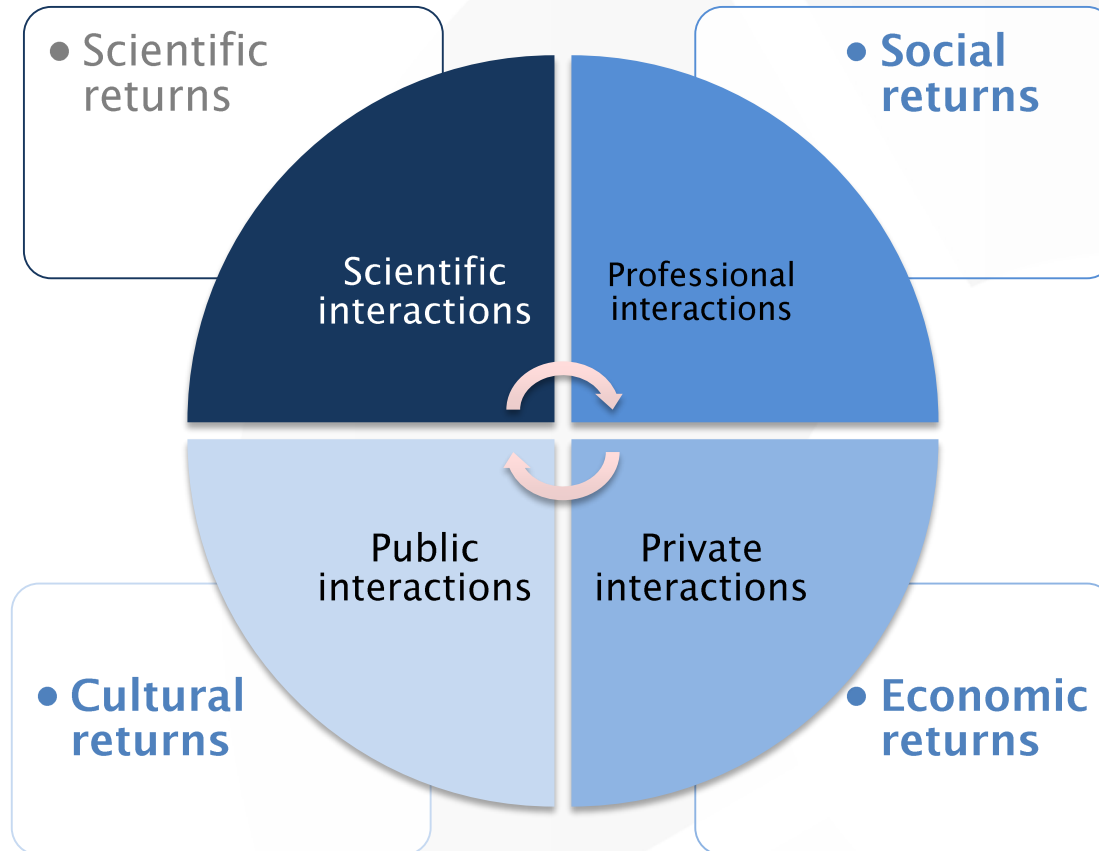 • Scientific
returns
• Social
returns
Scientific
interactions
Professional
interactions
Public
interactions
Private
interactions
• Cultural
returns
• Economic
returns